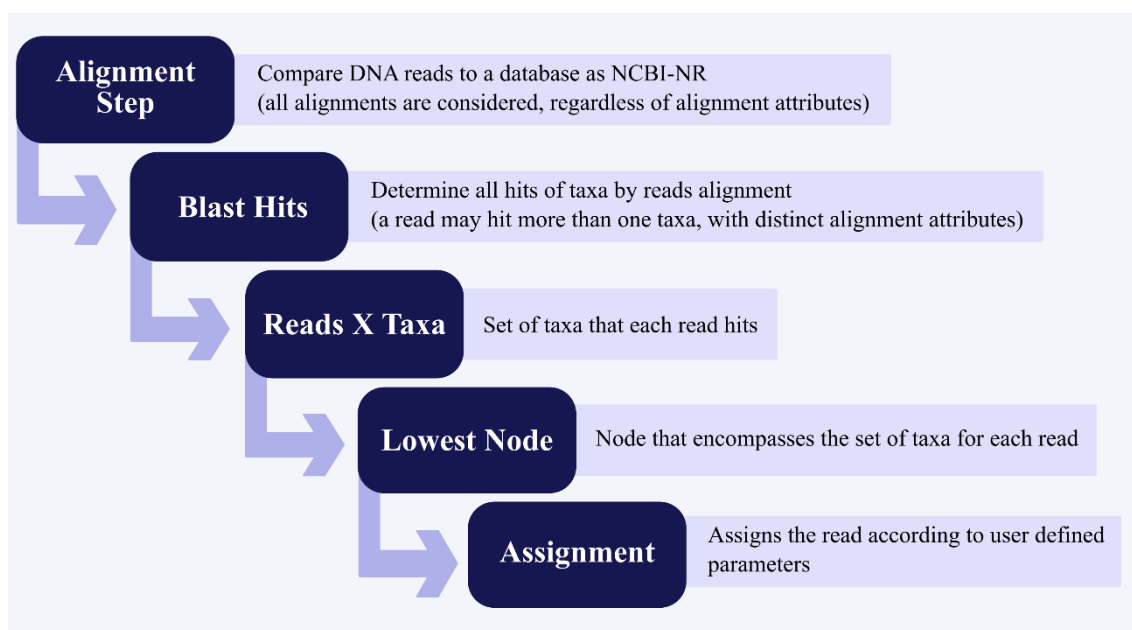 Alignment
Step
Compare DNA reads to a database as NCBI-NR
(all alignments are considered, regardless of alignment attributes)
Blast Hits
Determine all hits of taxa by reads alignment
(a read may hit more than one taxa, with distinct alignment attributes)
Reads X Taxa
Set of taxa that each read hits
Lowest Node
Node that encompasses the set of taxa for each read
Assignment
Assigns the read according to user defined
parameters